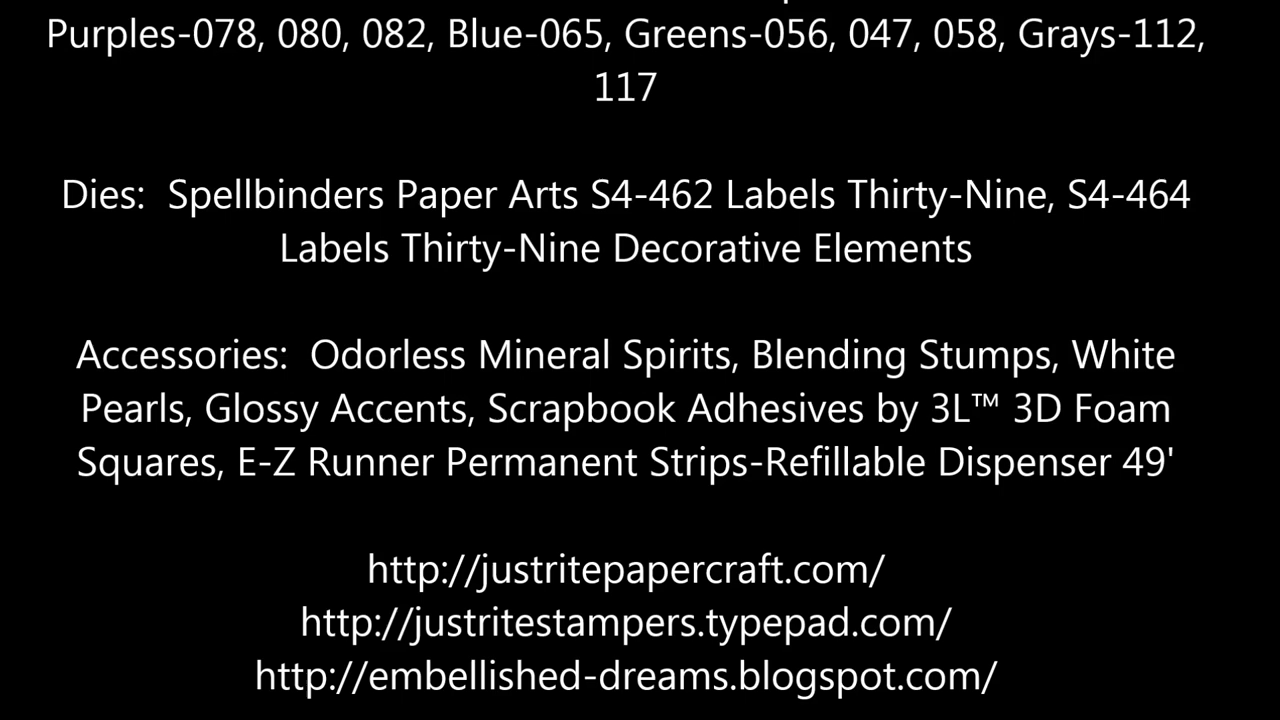 Purples-078, 080, 082, Blue-065, Greens-056, 047, 058, Grays-112,
117
Dies:  Spellbinders Paper Arts S4-462 Labels Thirty-Nine, S4-464
Labels Thirty-Nine Decorative Elements
Accessories:  Odorless Mineral Spirits, Blending Stumps, White
Pearls, Glossy Accents, Scrapbook Adhesives by 3L™ 3D Foam
Squares, E-Z Runner Permanent Strips-Refillable Dispenser 49'
http://justritepapercraft.com/
http://justritestampers.typepad.com/
http://embellished-dreams.blogspot.com/